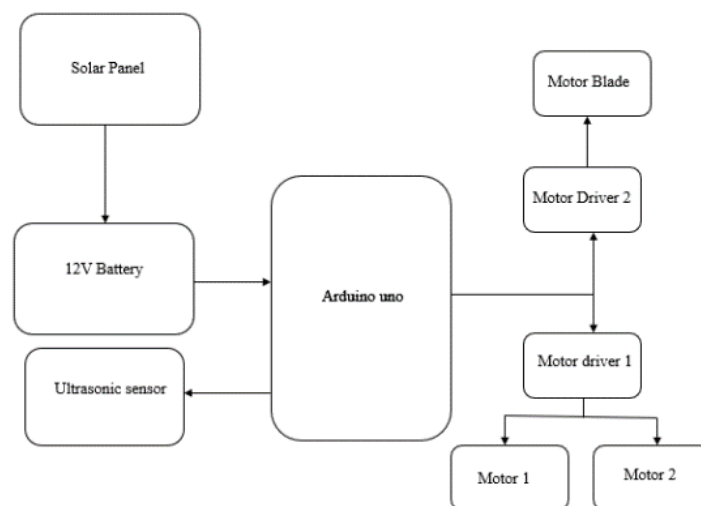 Solar Panel
Motor Blade
Motor Driver 2
12V Battery
Arduino uno
Motor driver 1
Ultrasonic sensor
Motor 1
Motor 2